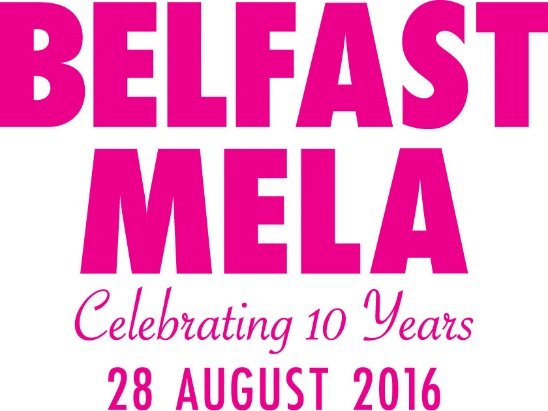 BELFAST
MELA
Celebrating 10 Years
28 AUGUST 2016